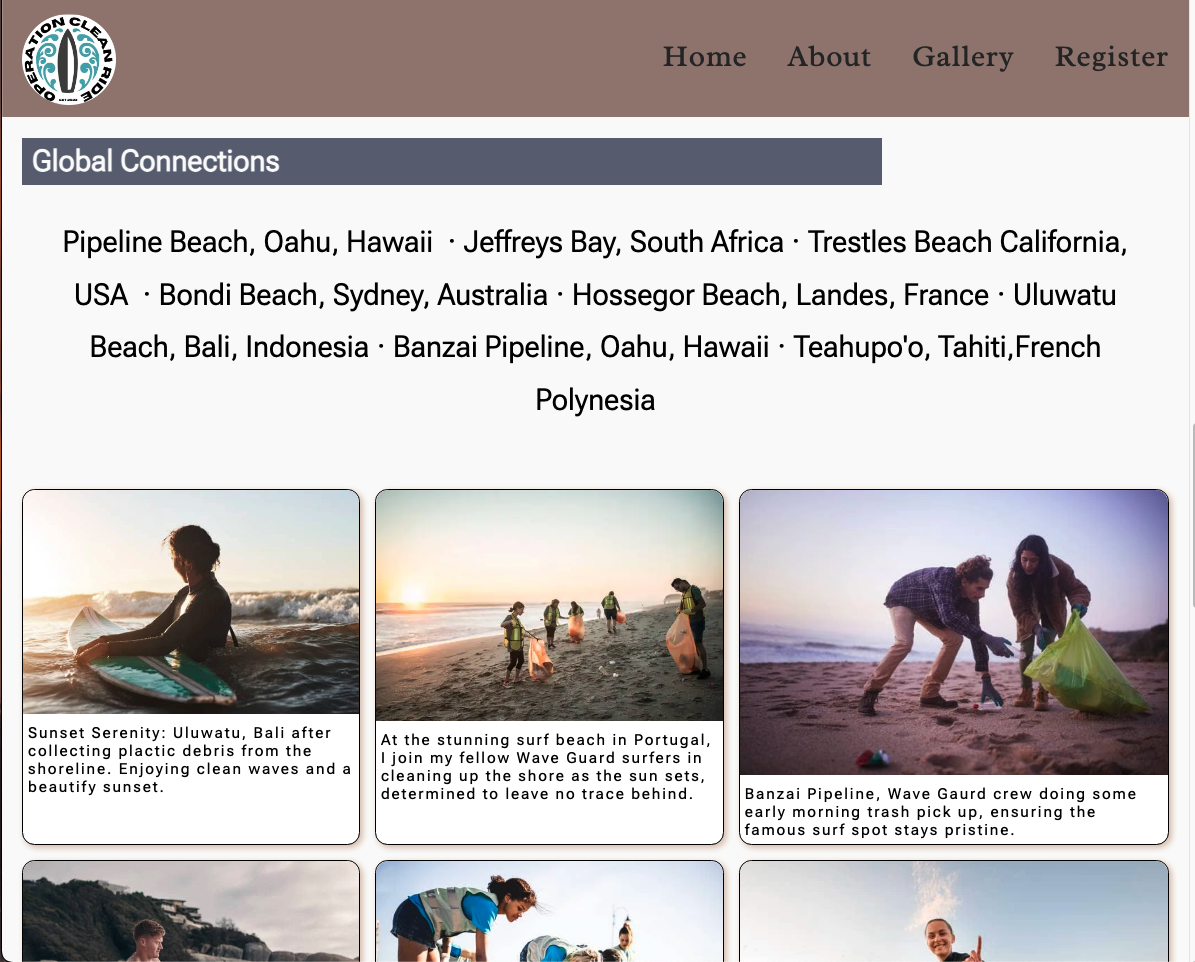 OPERATION CLEAN RIDE
Home About Gallery Register
Global Connections
Pipeline Beach, Oahu, Hawaii · Jeffreys Bay, South Africa · Trestles Beach California,
USA · Bondi Beach, Sydney, Australia · Hossegor Beach, Landes, France · Uluwatu
Beach, Bali, Indonesia · Banzai Pipeline, Oahu, Hawaii · Teahupo'o, Tahiti,French
Polynesia
Sunset Serenity: Uluwatu, Bali after
collecting plactic debris from the
shoreline. Enjoying clean waves and a
beautify sunset.
At the stunning surf beach in Portugal,
I join my fellow Wave Guard surfers in
cleaning up the shore as the sun sets,
determined to leave no trace behind.
Banzai Pipeline, Wave Gaurd crew doing some
early morning trash pick up, ensuring the
famous surf spot stays pristine.